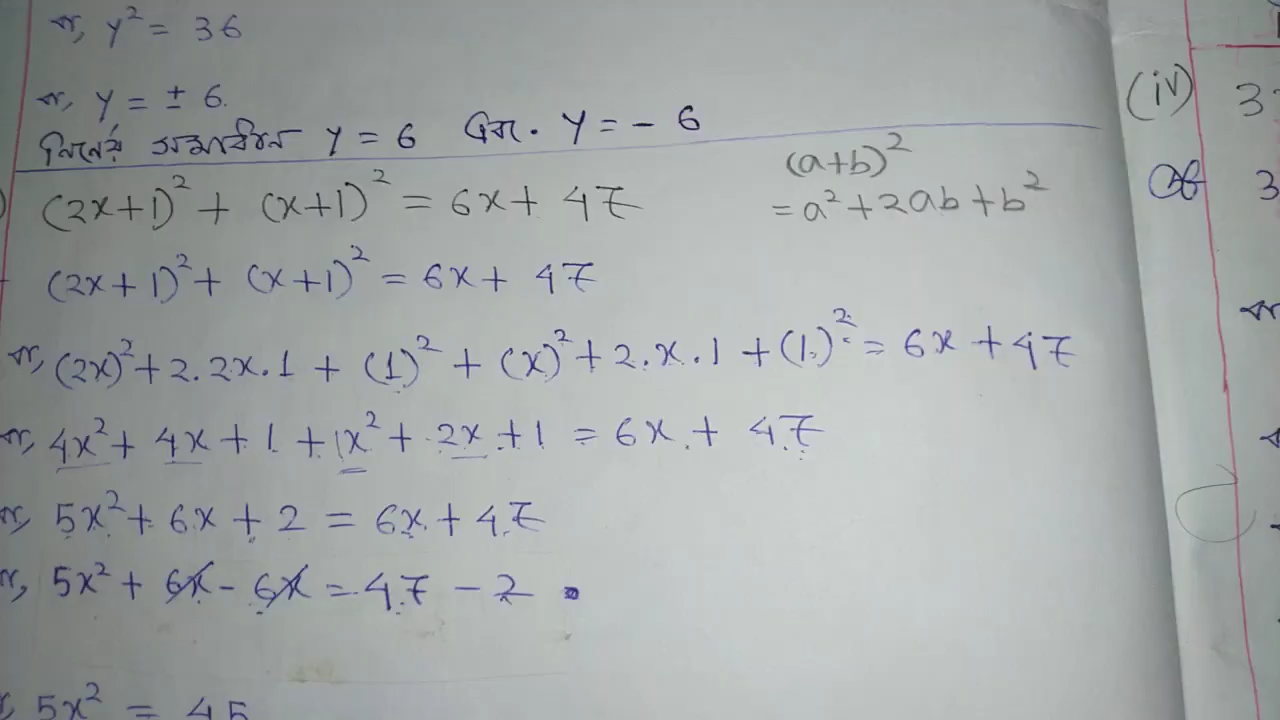 বা, y² = 36
বা, y = ± 6.
নির্ণেয় সমাধান y = 6 এবং y = - 6
(2x+1)² + (x+1)² = 6x + 47
(a+b)²
= a² + 2ab + b²
(2x+1)² + (x+1)² = 6x + 47
বা, (2x)² + 2.2x.1 + (1)² + (x)² + 2.x.1 + (1)² = 6x + 47
বা, 4x² + 4x + 1 + 1x² + 2x + 1 = 6x + 47
বা, 5x² + 6x + 2 = 6x + 47
বা, 5x² + 6x - 6x = 47 - 2
5x² = 45
(iv) 3
3
বা